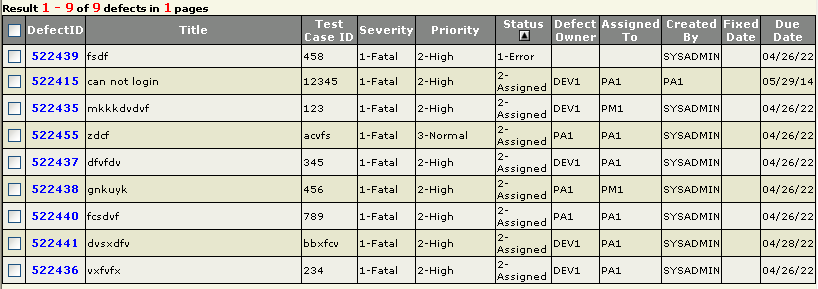 Result 1 - 9 of 9 defects in 1 pages
DefectID Title Test Case ID Severity Priority Status Defect Owner Assigned To Created By Fixed Date Due Date
522439 fsdf 458 1-Fatal 2-High 1-Error SYSADMIN 04/26/22
522415 can not login 12345 1-Fatal 2-High 2-Assigned DEV1 PA1 PA1 05/29/14
522435 mkkkdvdvf 123 1-Fatal 2-High 2-Assigned DEV1 PM1 SYSADMIN 04/26/22
522455 zdcf acvfs 1-Fatal 3-Normal 2-Assigned PA1 PA1 SYSADMIN 04/26/22
522437 dfvfdv 345 1-Fatal 2-High 2-Assigned DEV1 PA1 SYSADMIN 04/26/22
522438 gnkuyk 456 1-Fatal 2-High 2-Assigned PA1 PM1 SYSADMIN 04/26/22
522440 fcsdvf 789 1-Fatal 2-High 2-Assigned PA1 PA1 SYSADMIN 04/26/22
522441 dvsxdfv bbxfcv 1-Fatal 2-High 2-Assigned DEV1 PA1 SYSADMIN 04/28/22
522436 vxfvfx 234 1-Fatal 2-High 2-Assigned DEV1 PA1 SYSADMIN 04/26/22